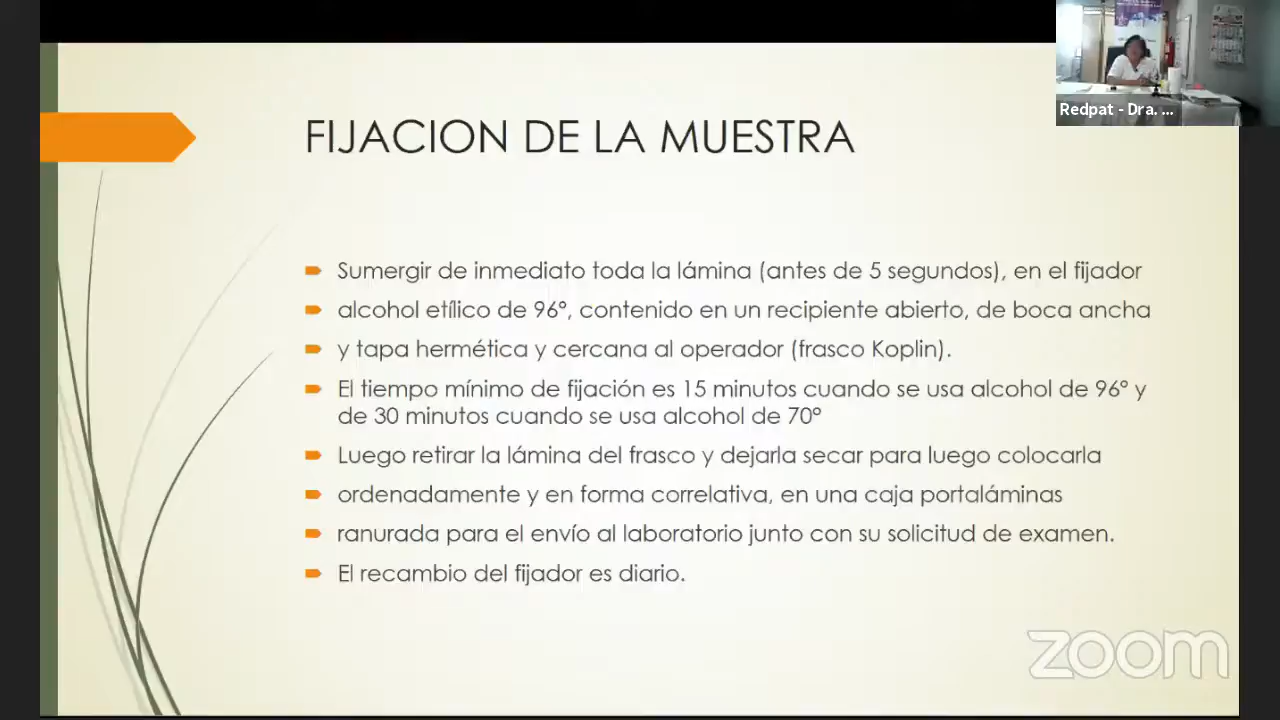 Redpat - Dra. ...
FIJACION DE LA MUESTRA
Sumergir de inmediato toda la lámina (antes de 5 segundos), en el fijador
alcohol etílico de 96°, contenido en un recipiente abierto, de boca ancha
y tapa hermética y cercana al operador (frasco Koplin).
El tiempo mínimo de fijación es 15 minutos cuando se usa alcohol de 96° y
de 30 minutos cuando se usa alcohol de 70°
Luego retirar la lámina del frasco y dejarla secar para luego colocarla
ordenadamente y en forma correlativa, en una caja portaláminas
ranurada para el envío al laboratorio junto con su solicitud de examen.
El recambio del fijador es diario.
zoom